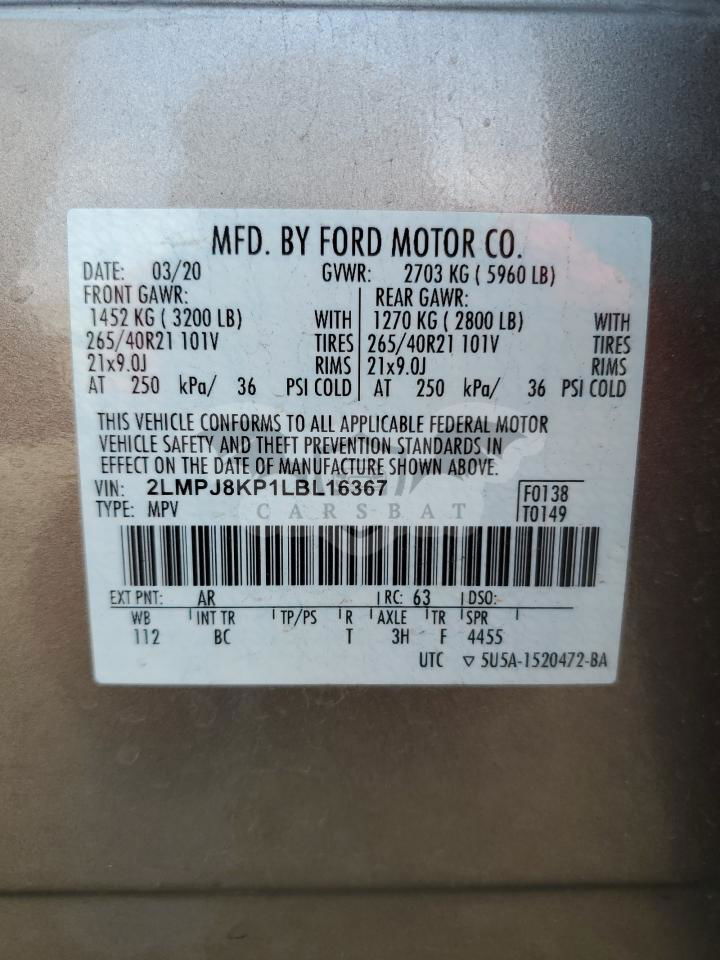 MFD. BY FORD MOTOR CO.
DATE: 03/20 GVWR: 2703 KG ( 5960 LB)
FRONT GAWR: REAR GAWR:
1452 KG ( 3200 LB) WITH 1270 KG ( 2800 LB) WITH
265/40R21 101V TIRES 265/40R21 101V TIRES
21x9.0J RIMS 21x9.0J RIMS
AT 250 kPa/ 36 PSI COLD AT 250 kPa/ 36 PSI COLD
THIS VEHICLE CONFORMS TO ALL APPLICABLE FEDERAL MOTOR
VEHICLE SAFETY AND THEFT PREVENTION STANDARDS IN
EFFECT ON THE DATE OF MANUFACTURE SHOWN ABOVE.
VIN: 2LMPJ8KP1LBL16367 F0138
TYPE: MPV T0149
CARSBAT
EXT PNT: AR RC: 63 DSO:
WB INT TR TP/PS R AXLE TR SPR
112 BC T 3H F 4455
UTC ▽ 5U5A-1520472-BA